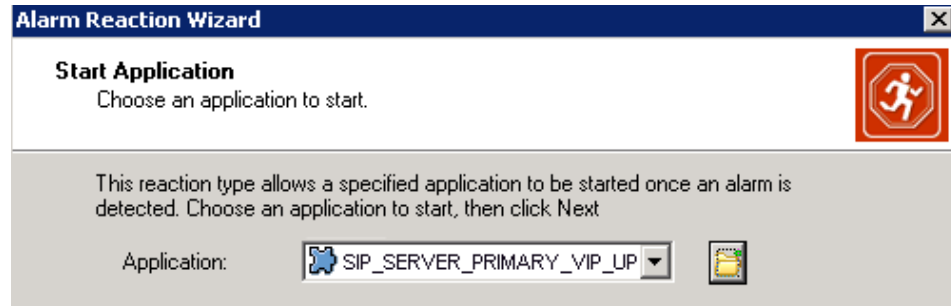 Alarm Reaction Wizard
Start Application
Choose an application to start.
This reaction type allows a specified application to be started once an alarm is
detected. Choose an application to start, then click Next
Application: SIP_SERVER_PRIMARY_VIP_UP